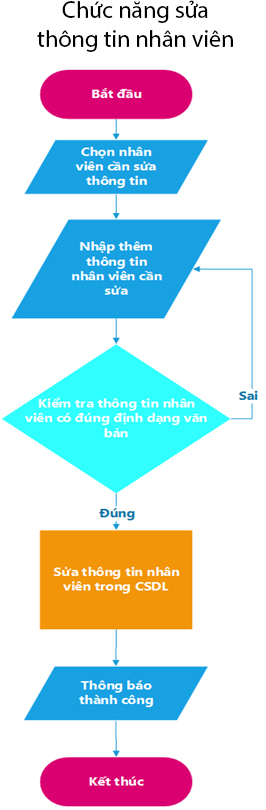 Chức năng sửa
thông tin nhân viên
Bắt đầu
Chọn nhân
viên cần sửa
thông tin
Nhập thêm
thông tin
nhân viên cần
sửa
Kiểm tra thông tin nhân
viên có đúng định dạng văn
bản
Sai
Đúng
Sửa thông tin nhân
viên trong CSDL
Thông báo
thành công
Kết thúc